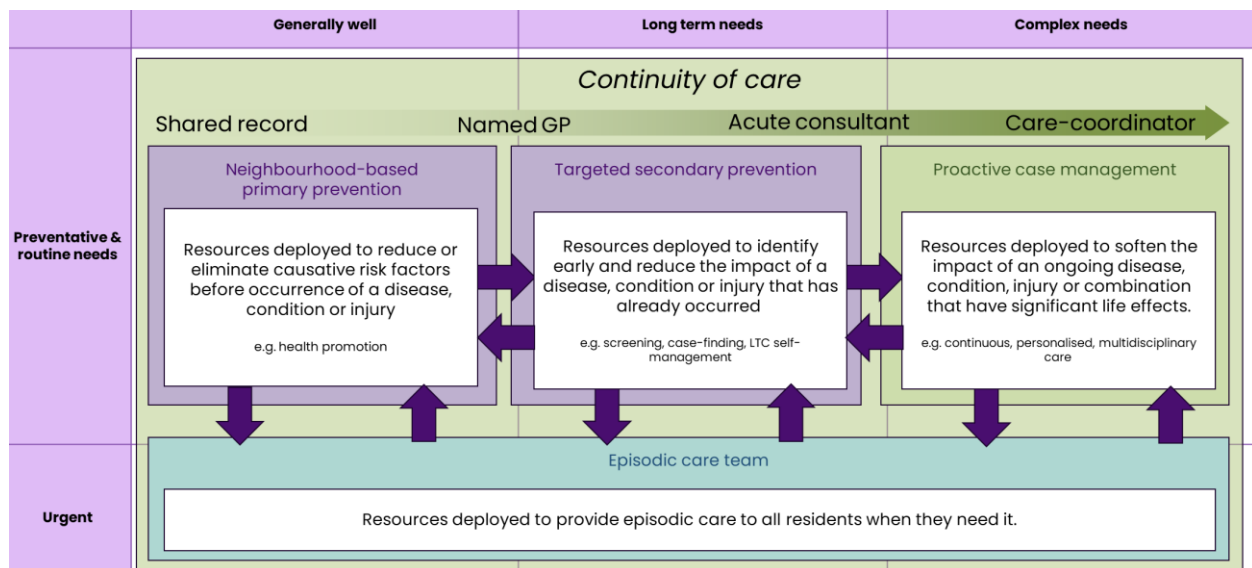 Generally well
Long term needs
Complex needs
Continuity of care
Shared record
Named GP
Acute consultant
Care-coordinator
Preventative &
routine needs
Neighbourhood-based
primary prevention
Resources deployed to reduce or
eliminate causative risk factors
before occurrence of a disease,
condition or injury
e.g. health promotion
Targeted secondary prevention
Resources deployed to identify
early and reduce the impact of a
disease, condition or injury that has
already occurred
e.g. screening, case-finding, LTC self-
management
Proactive case management
Resources deployed to soften the
impact of an ongoing disease,
condition, injury or combination
that have significant life effects.
e.g. continuous, personalised, multidisciplinary
care
Urgent
Episodic care team
Resources deployed to provide episodic care to all residents when they need it.